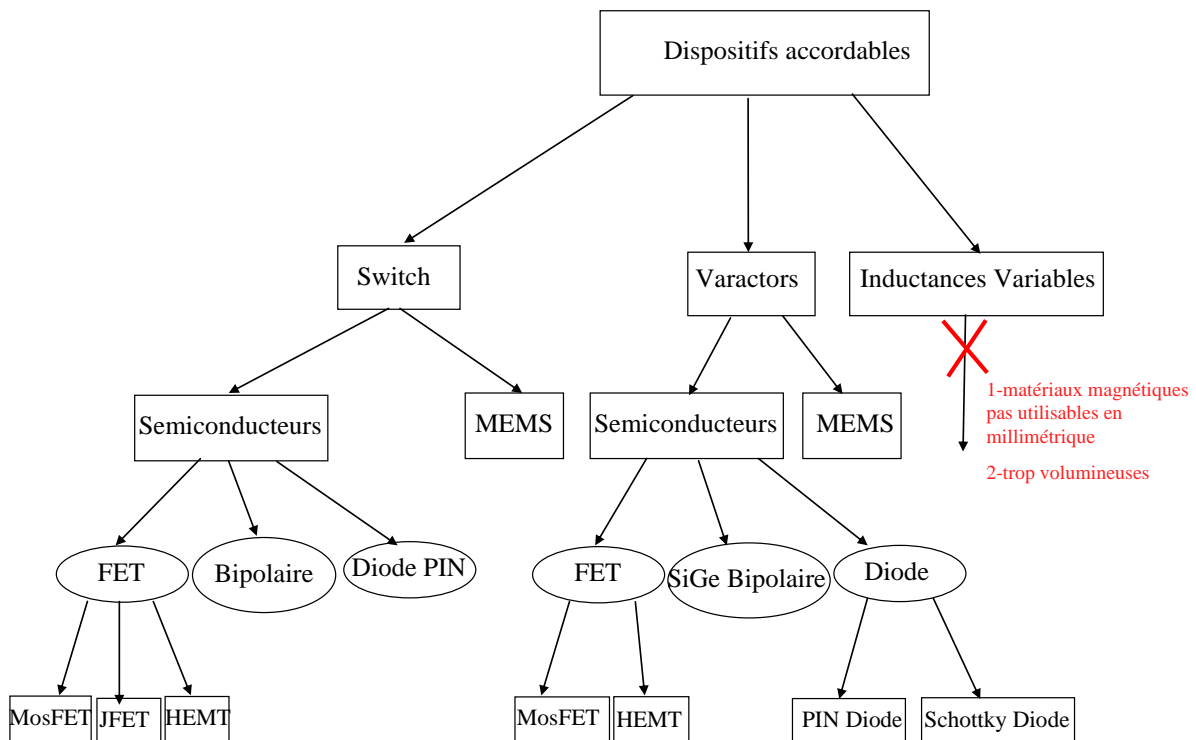 Dispositifs accordables
Switch
Varactors
Inductances Variables
1-matériaux magnétiques
pas utilisables en
millimétrique
2-trop volumineuses
Semiconducteurs
MEMS
Semiconducteurs
MEMS
FET
Bipolaire
Diode PIN
FET
SiGe Bipolaire
Diode
MosFET
JFET
HEMT
MosFET
HEMT
PIN Diode
Schottky Diode